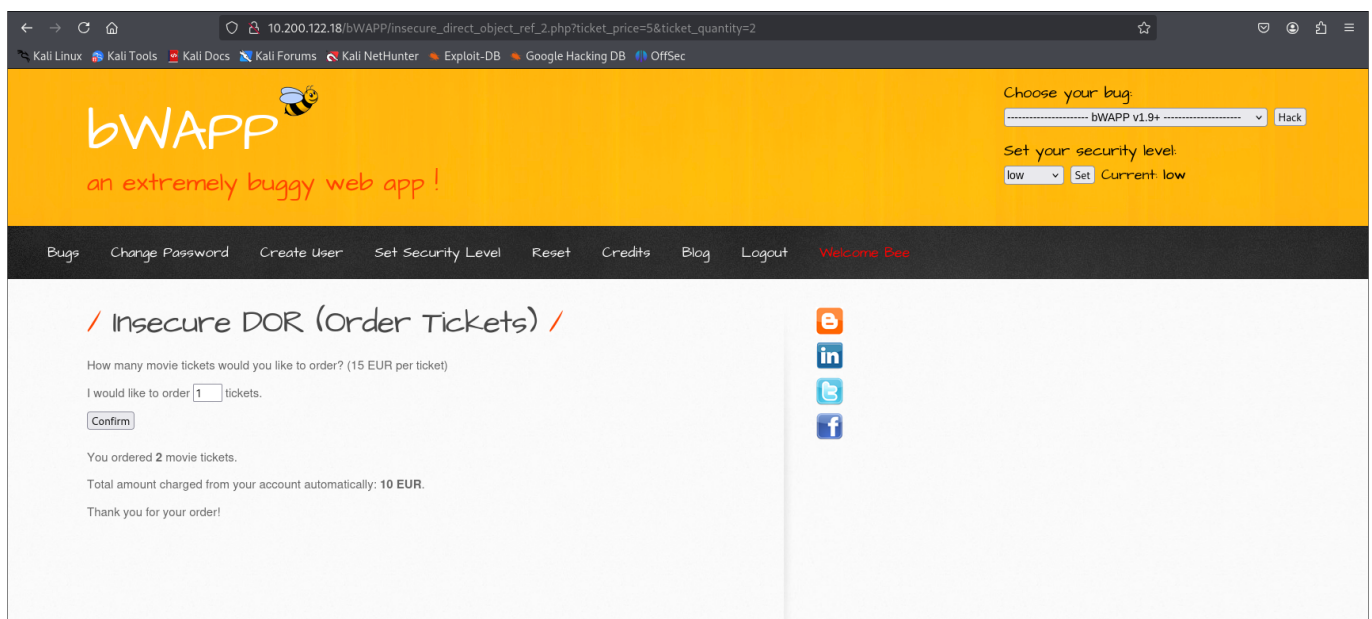 10.200.122.18/bWAPP/insecure_direct_object_ref_2.php?ticket_price=5&ticket_quantity=2
Kali Linux Kali Tools Kali Docs Kali Forums Kali NetHunter Exploit-DB Google Hacking DB OffSec
bWAPP
an extremely buggy web app !
Choose your bug:
---------------------- bWAPP v1.9+ ---------------------- Hack
Set your security level:
low Set Current: low
Bugs Change Password Create User Set Security Level Reset Credits Blog Logout Welcome Bee
/ Insecure DOR (Order Tickets) /
How many movie tickets would you like to order? (15 EUR per ticket)
I would like to order 1 tickets.
Confirm
You ordered 2 movie tickets.
Total amount charged from your account automatically: 10 EUR.
Thank you for your order!